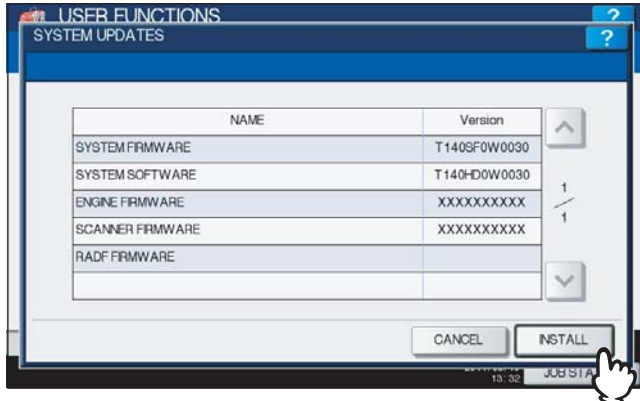 USER FUNCTIONS ?
SYSTEM UPDATES ?
NAME Version
SYSTEM FIRMWARE T140SF0W0030
SYSTEM SOFTWARE T140HD0W0030
ENGINE FIRMWARE XXXXXXXXXX
SCANNER FIRMWARE XXXXXXXXXX
RADF FIRMWARE
1
1
CANCEL INSTALL
13:32 JOB STA